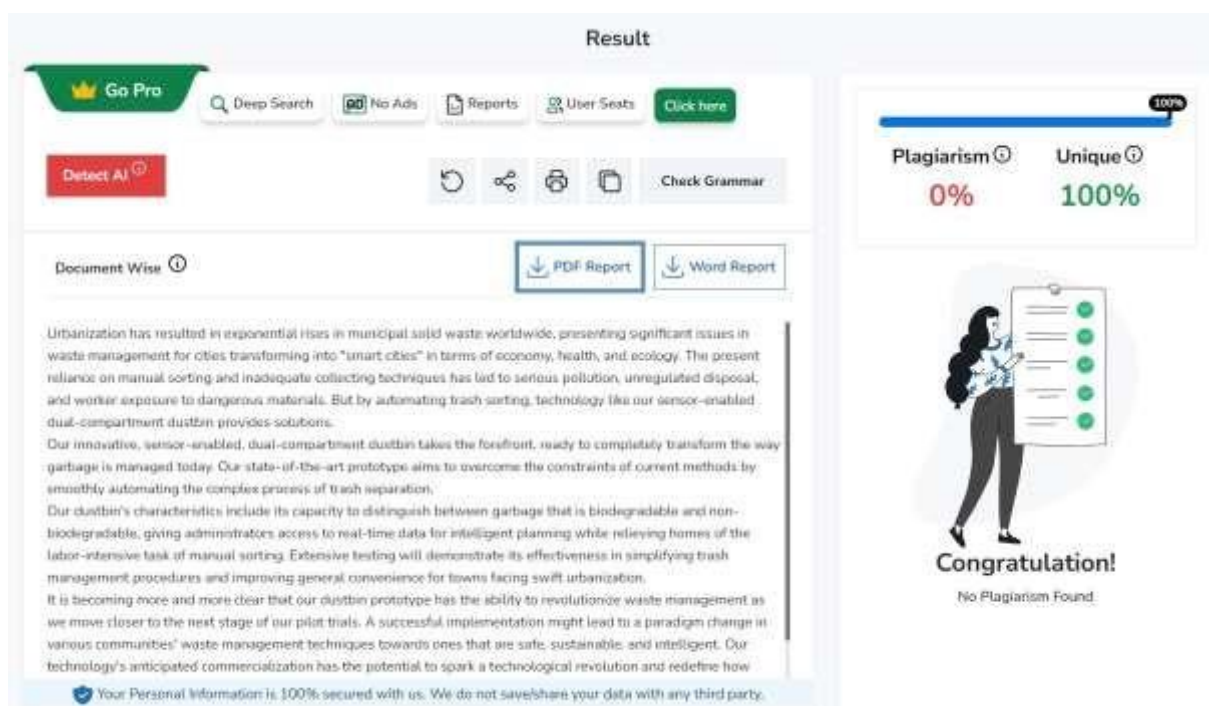 Result
Go Pro
Deep Search
No Ads
Reports
User Seats
Click here
Detect AI
Check Grammar
100%
Plagiarism
Unique
0%
100%
Document Wise
PDF Report
Word Report
Urbanization has resulted in exponential rises in municipal solid waste worldwide, presenting significant issues in
waste management for cities transforming into "smart cities" in terms of economy, health, and ecology. The present
reliance on manual sorting and inadequate collecting techniques has led to serious pollution, unregulated disposal,
and worker exposure to dangerous materials. But by automating trash sorting, technology like our sensor-enabled
dual-compartment dustbin provides solutions.
Our innovative, sensor-enabled, dual-compartment dustbin takes the forefront, ready to completely transform the way
garbage is managed today. Our state-of-the-art prototype aims to overcome the constraints of current methods by
smoothly automating the complex process of trash separation.
Our dustbin's characteristics include its capacity to distinguish between garbage that is biodegradable and non-
biodegradable, giving administrators access to real-time data for intelligent planning while relieving homes of the
labor-intensive task of manual sorting. Extensive testing will demonstrate its effectiveness in simplifying trash
management procedures and improving general convenience for towns facing swift urbanization.
It is becoming more and more clear that our dustbin prototype has the ability to revolutionize waste management as
we move closer to the next stage of our pilot trials. A successful implementation might lead to a paradigm change in
various communities' waste management techniques towards ones that are safe, sustainable, and intelligent. Our
technology's anticipated commercialization has the potential to spark a technological revolution and redefine how
Your Personal Information is 100% secured with us. We do not save/share your data with any third party.
Congratulation!
No Plagiarism Found